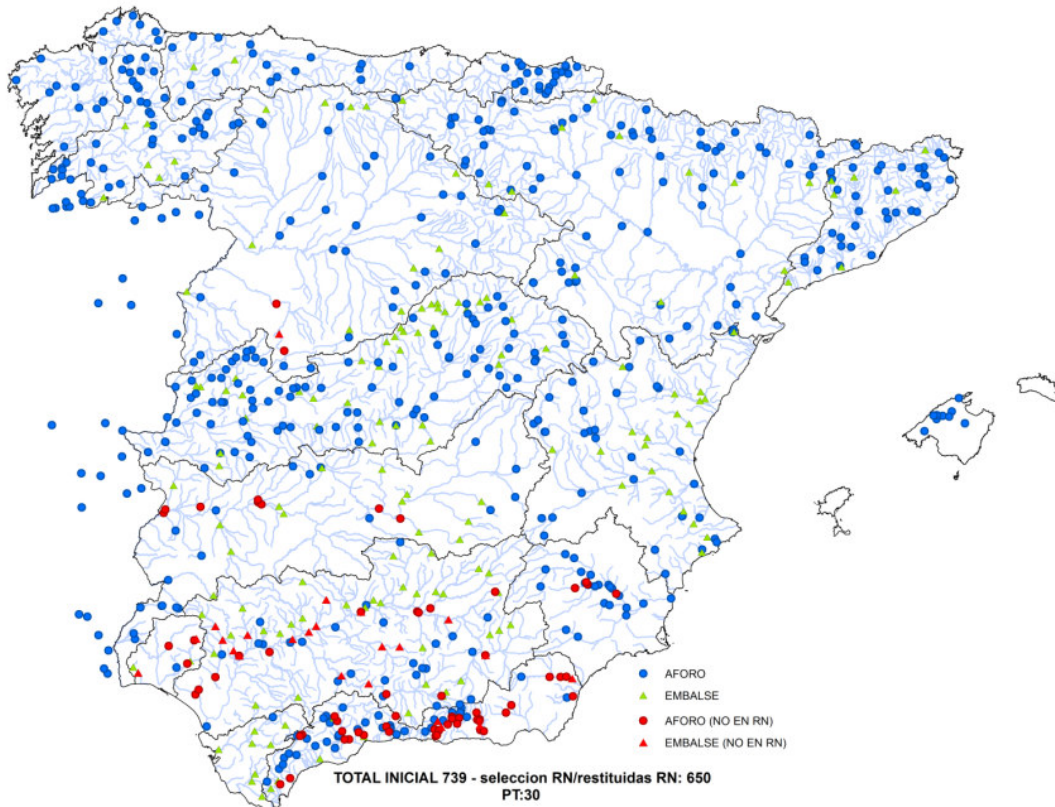 AFORO
EMBALSE
AFORO (NO EN RN)
EMBALSE (NO EN RN)
TOTAL INICIAL 739 - seleccion RN/restituidas RN: 650
PT:30